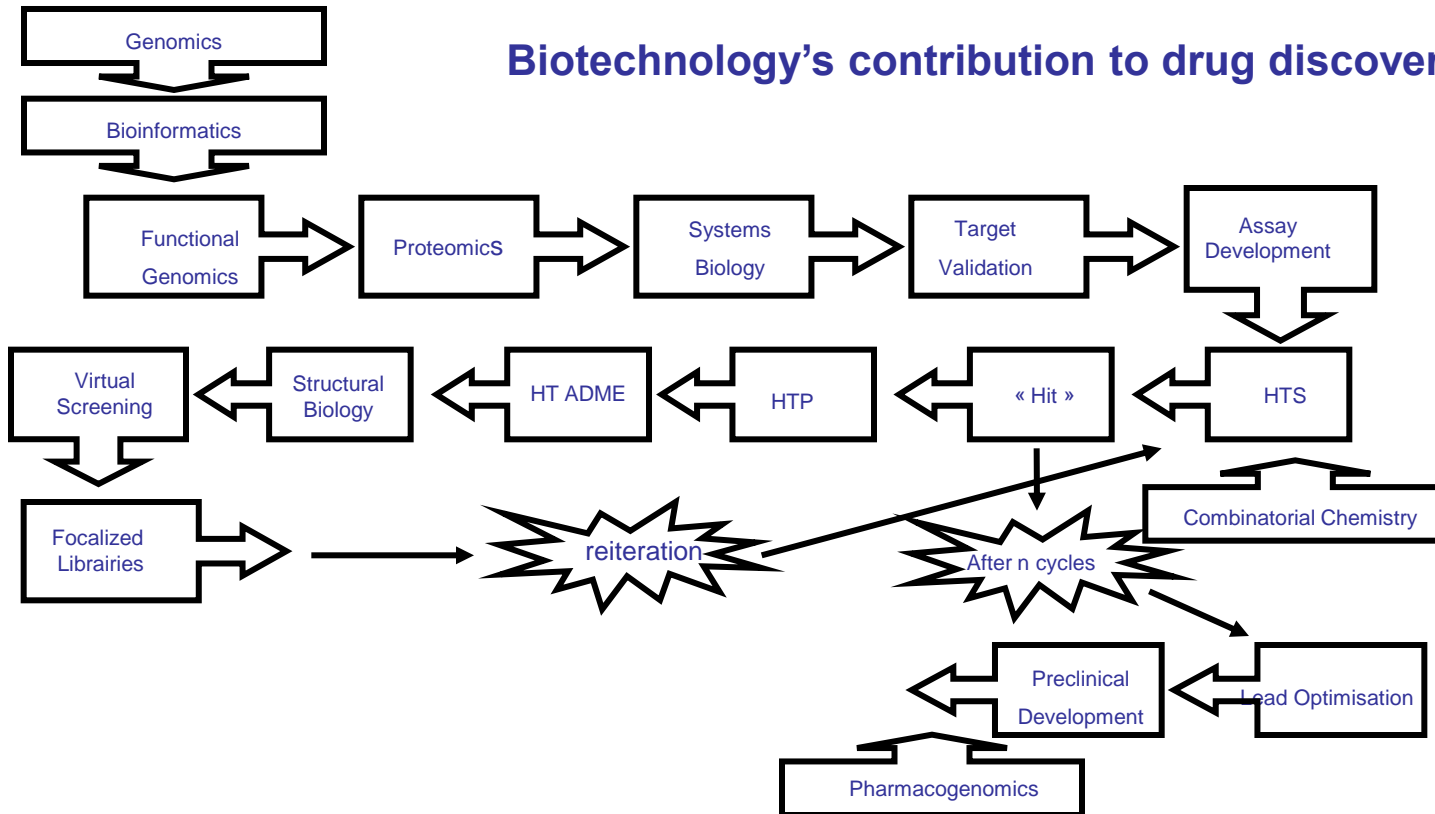 Genomics
Biotechnology's contribution to drug discover
Bioinformatics
Functional
Genomics
Proteomics
Systems
Biology
Target
Validation
Assay
Development
Virtual
Screening
Structural
Biology
HT ADME
HTP
« Hit »
HTS
Combinatorial Chemistry
Focalized
Librairies
reiteration
After n cycles
Preclinical
Development
Lead Optimisation
Pharmacogenomics